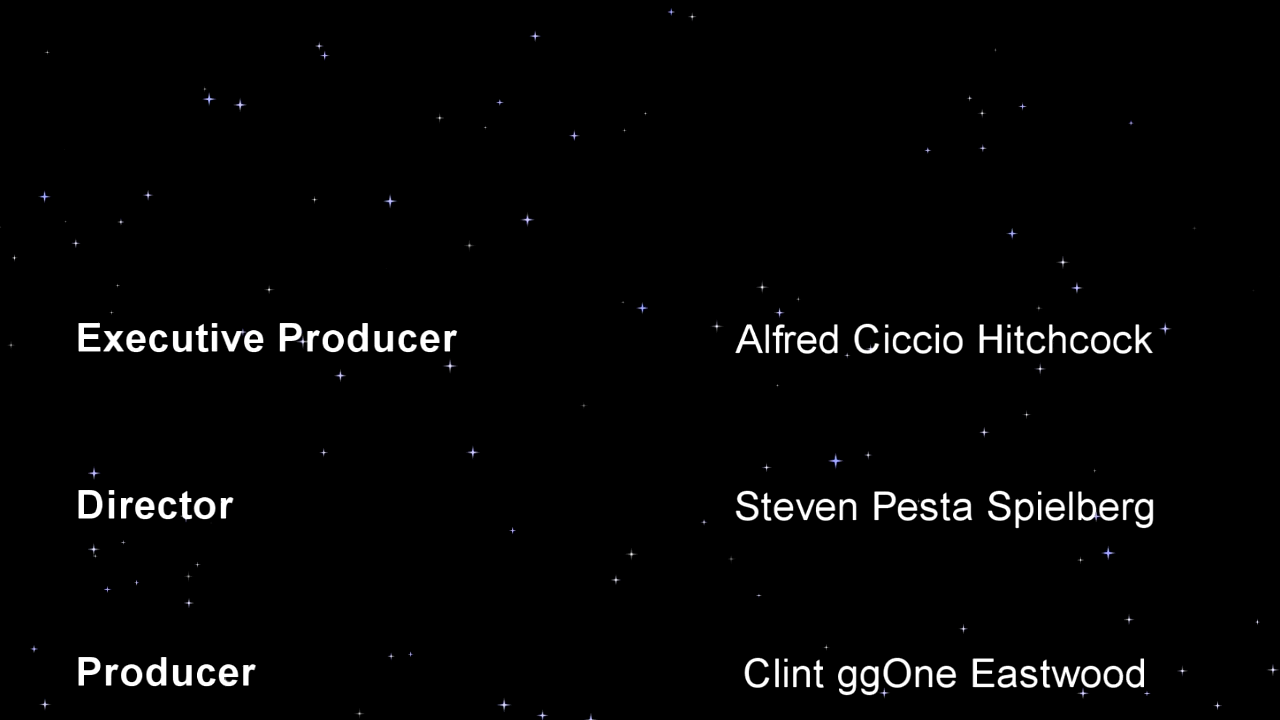 Executive Producer Alfred Ciccio Hitchcock
Director Steven Pesta Spielberg
Producer Clint ggOne Eastwood